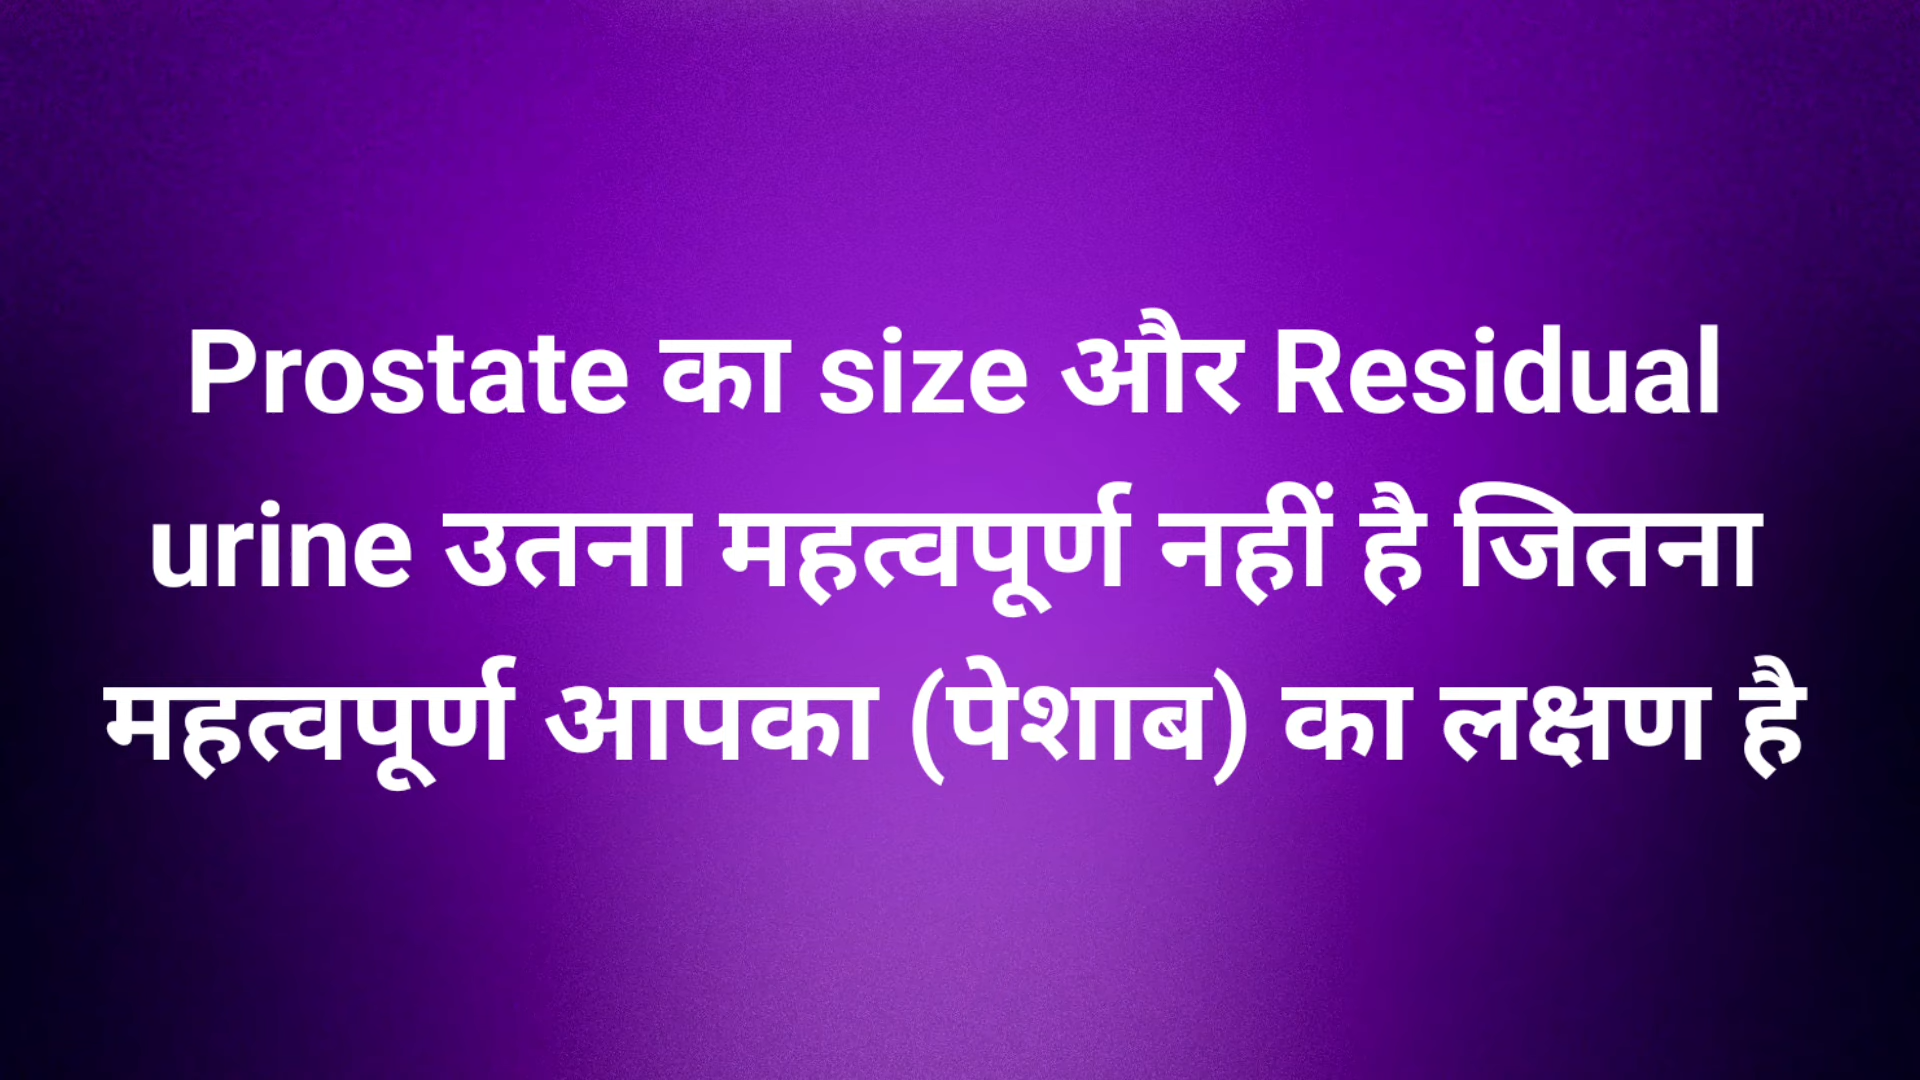 Prostate का size और Residual
urine उतना महत्वपूर्ण नहीं है जितना
महत्वपूर्ण आपका (पेशाब) का लक्षण है